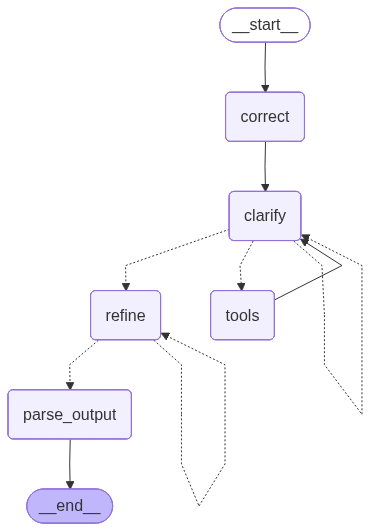 __start__
correct
clarify
refine
tools
parse_output
__end__